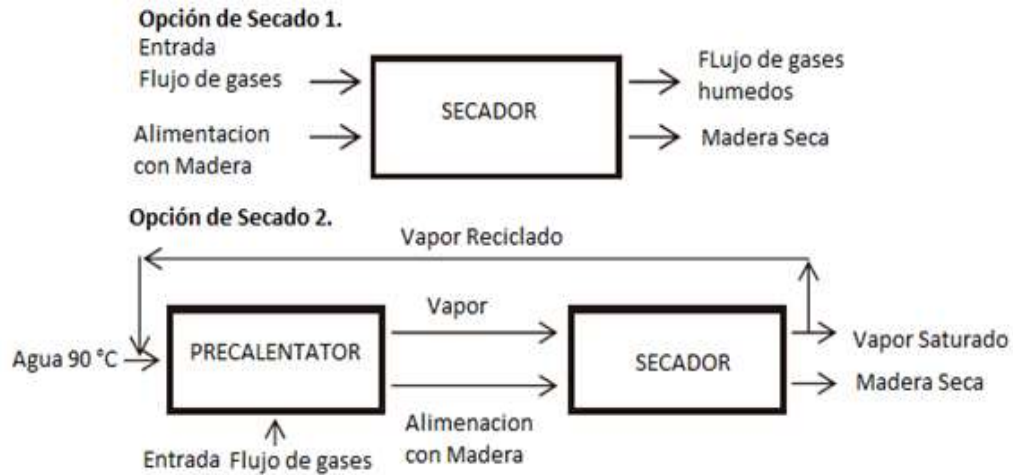 Opción de Secado 1.
Entrada
Flujo de gases
Alimentacion
con Madera
SECADOR
FLujo de gases
humedos
Madera Seca
Opción de Secado 2.
Vapor Reciclado
Agua 90 °C
PRECALENTATOR
Vapor
Alimenacion
con Madera
SECADOR
Vapor Saturado
Madera Seca
Entrada Flujo de gases